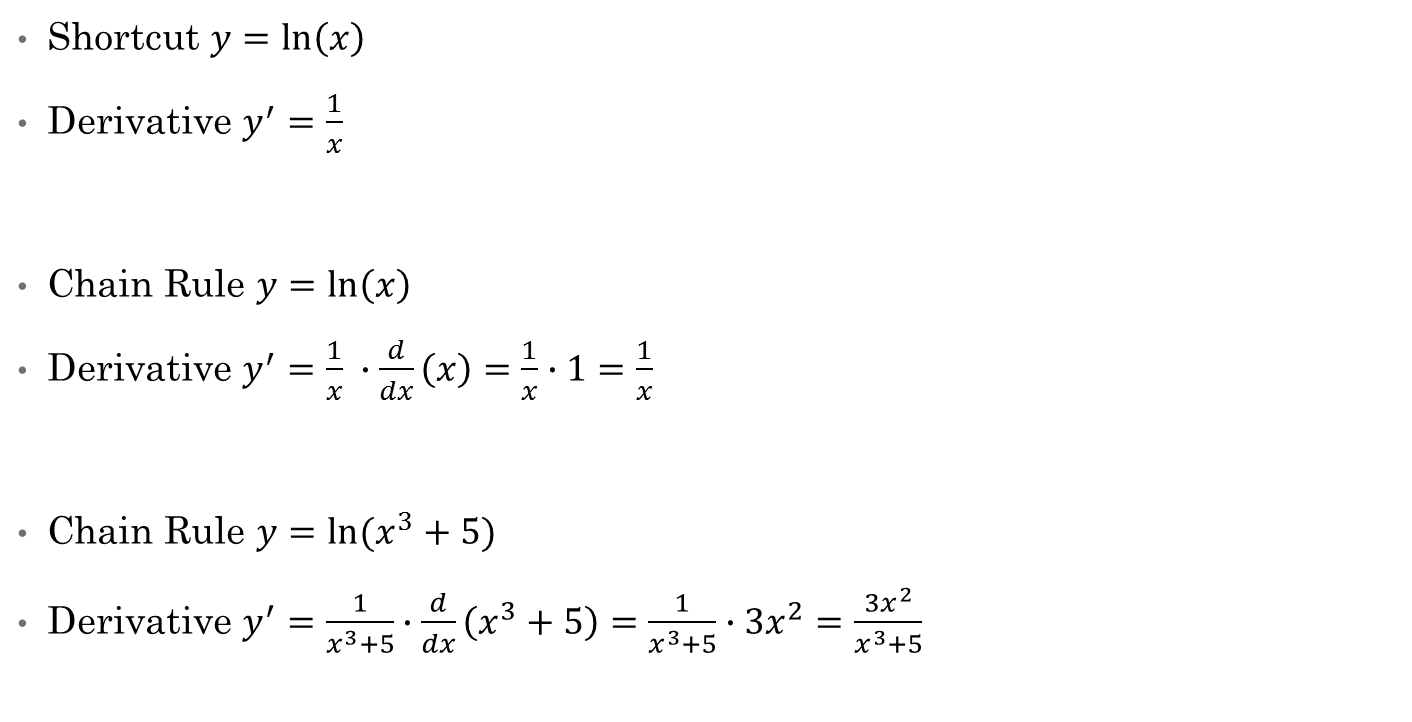 • Shortcut y = ln(x)
• Derivative y′ = 1/x
• Chain Rule y = ln(x)
• Derivative y′ = 1/x · d/dx (x) = 1/x · 1 = 1/x
• Chain Rule y = ln(x³ + 5)
• Derivative y′ = 1/(x³+5) · d/dx (x³ + 5) = 1/(x³+5) · 3x² = 3x²/(x³+5)